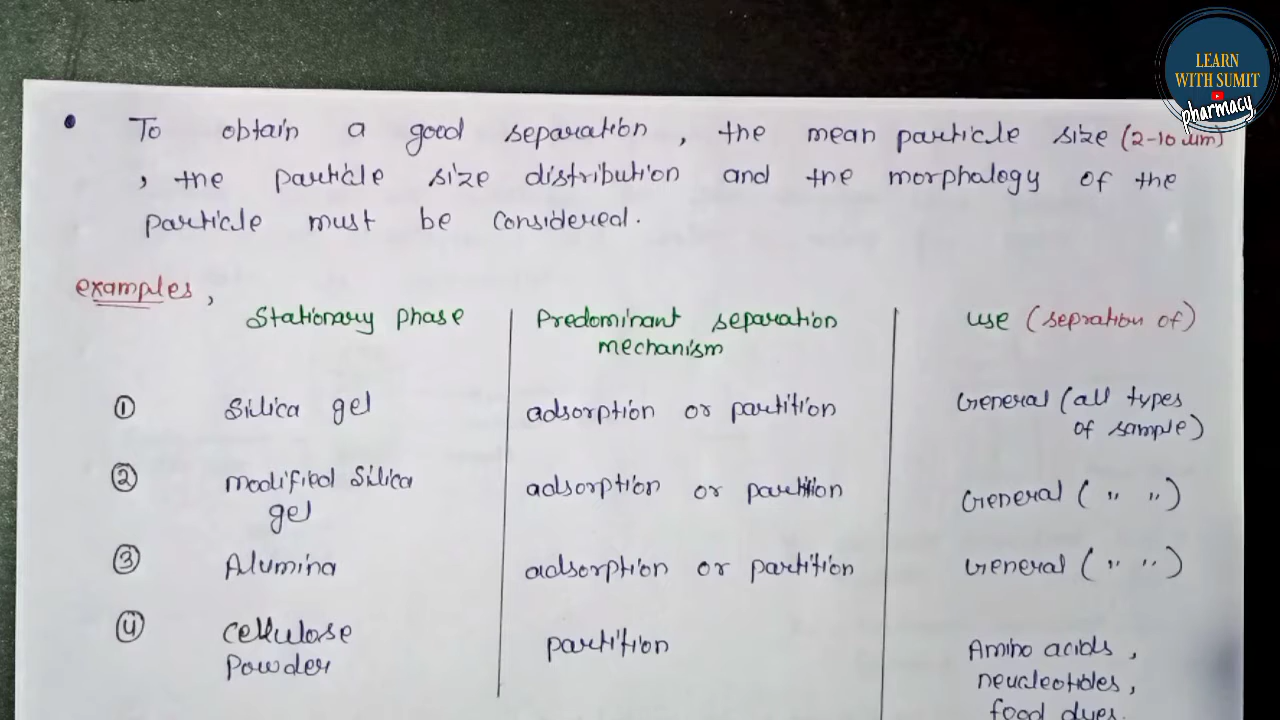 LEARN
WITH SUMIT
pharmacy
• To obtain a good separation, the mean particle size (2-10 um)
, the particle size distribution and the morphalogy of the
particle must be considered.
examples,
Stationary phase | Predominant separation | use (sepration of)
mechanism
① Silica gel | adsorption or partition | General (all types
of sample)
② modified Silica | adsorption or partition | General ( " " )
gel
③ Alumina | adsorption or partition | General ( " " )
④ Cellulose | partition | Amino acids,
Powder | neucleotides,
food dyes.